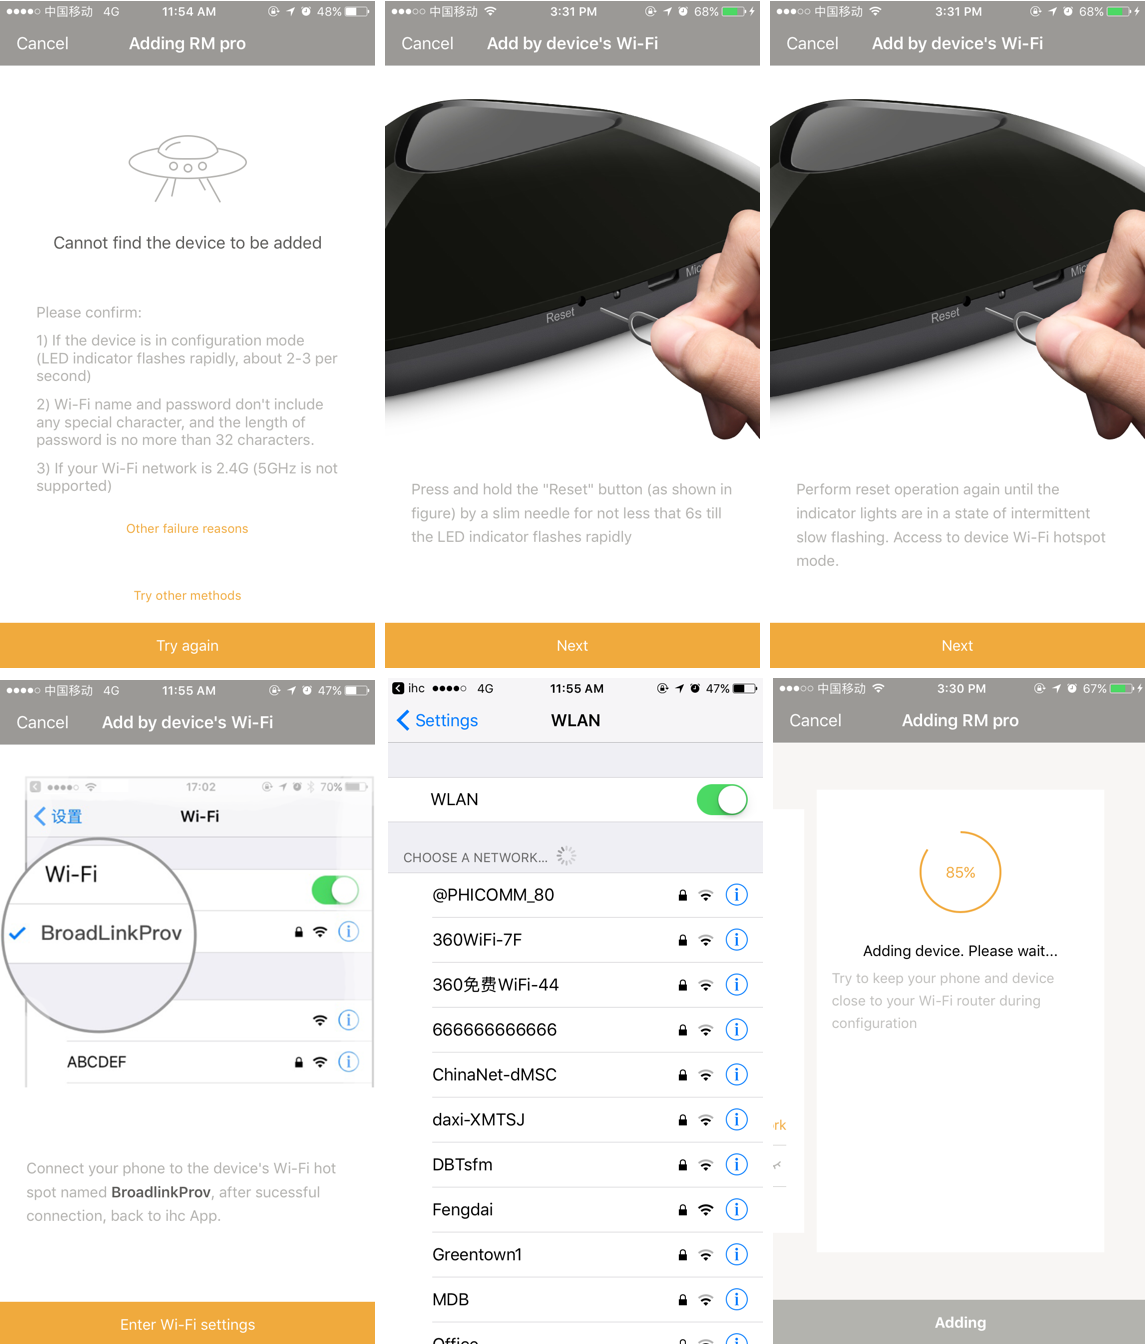 中国移动 4G 11:54 AM 48%
Cancel Adding RM pro
Cannot find the device to be added
Please confirm:
1) If the device is in configuration mode
(LED indicator flashes rapidly, about 2-3 per
second)
2) Wi-Fi name and password don't include
any special character, and the length of
password is no more than 32 characters.
3) If your Wi-Fi network is 2.4G (5GHz is not
supported)
Other failure reasons
Try other methods
Try again
中国移动 3:31 PM 68%
Cancel Add by device's Wi-Fi
Reset
Mic
Press and hold the "Reset" button (as shown in
figure) by a slim needle for not less that 6s till
the LED indicator flashes rapidly
Next
中国移动 3:31 PM 68%
Cancel Add by device's Wi-Fi
Reset
Mic
Perform reset operation again until the
indicator lights are in a state of intermittent
slow flashing. Access to device Wi-Fi hotspot
mode.
Next
中国移动 4G 11:55 AM 47%
Cancel Add by device's Wi-Fi
17:02 70%
设置 Wi-Fi
Wi-Fi
BroadLinkProv
ABCDEF
Connect your phone to the device's Wi-Fi hot
spot named BroadlinkProv, after sucessful
connection, back to ihc App.
Enter Wi-Fi settings
ihc 4G 11:55 AM 47%
Settings WLAN
WLAN
CHOOSE A NETWORK...
@PHICOMM_80
360WiFi-7F
360免费WiFi-44
666666666666
ChinaNet-dMSC
daxi-XMTSJ
DBTsfm
Fengdai
Greentown1
MDB
Office
中国移动 3:30 PM 67%
Cancel Adding RM pro
85%
Adding device. Please wait...
Try to keep your phone and device
close to your Wi-Fi router during
configuration
rk
Adding